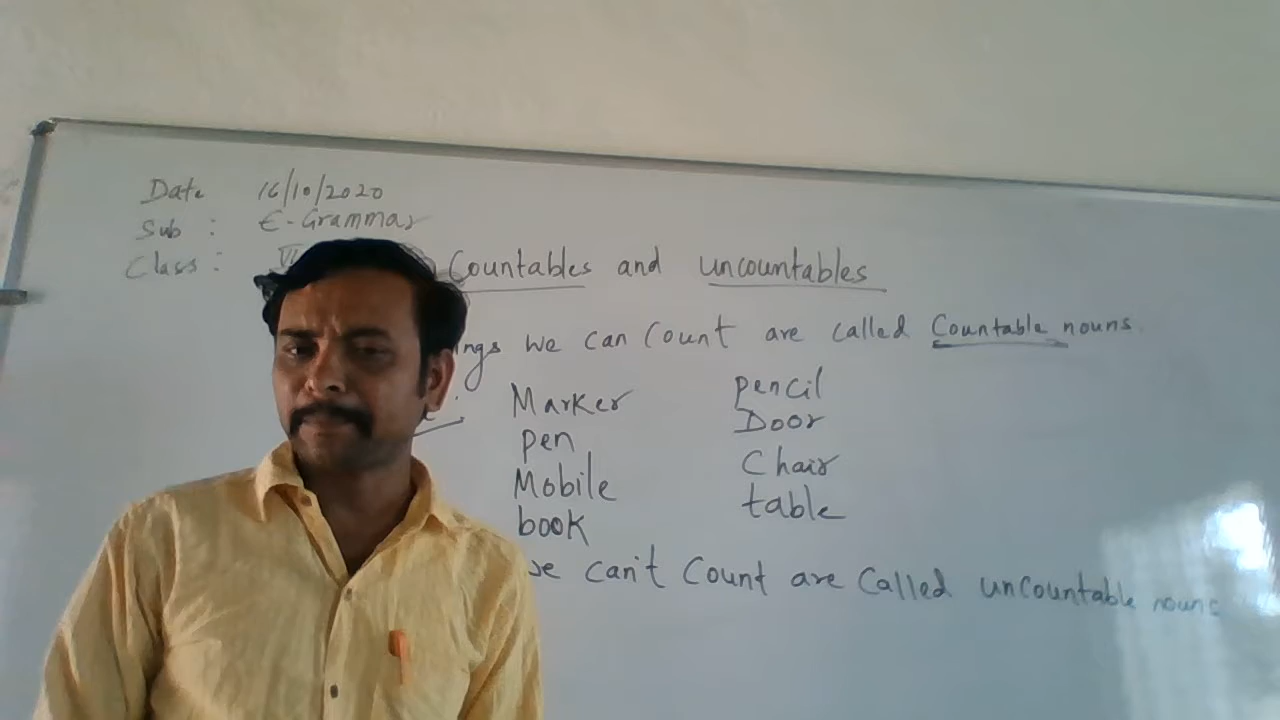 Date 16/10/2020
Sub : E-Grammar
Class :
Countables and uncountables
we can Count are called Countable nouns.
Marker pencil
pen Door
Mobile Chair
book table
can't Count are Called uncountable nouns